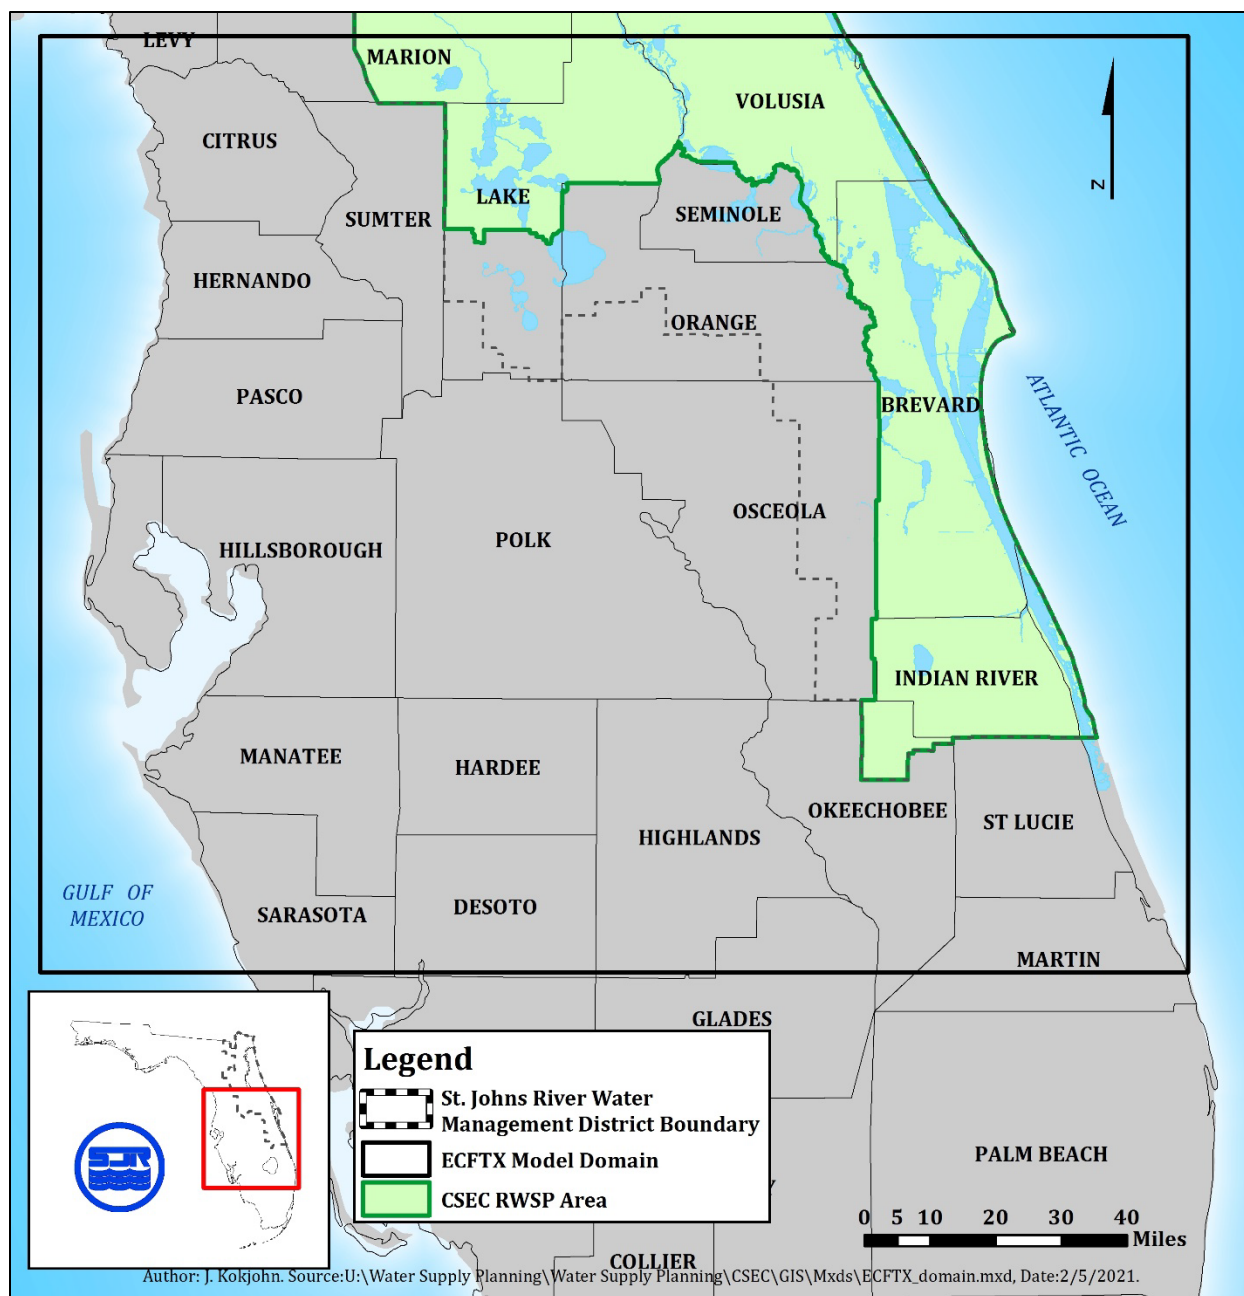 LEVY
MARION
VOLUSIA
CITRUS
LAKE
SUMTER
SEMINOLE
N
HERNANDO
ORANGE
PASCO
BREVARD
ATLANTIC OCEAN
HILLSBOROUGH
POLK
OSCEOLA
INDIAN RIVER
MANATEE
HARDEE
OKEECHOBEE
ST LUCIE
HIGHLANDS
GULF OF
MEXICO
SARASOTA
DESOTO
MARTIN
GLADES
Legend
St. Johns River Water
Management District Boundary
ECFTX Model Domain
CSEC RWSP Area
SJR
PALM BEACH
0 5 10 20 30 40
Miles
COLLIER
Author: J. Kokjohn. Source:U:\Water Supply Planning\Water Supply Planning\CSEC\GIS\Mxds\ECFTX_domain.mxd, Date:2/5/2021.